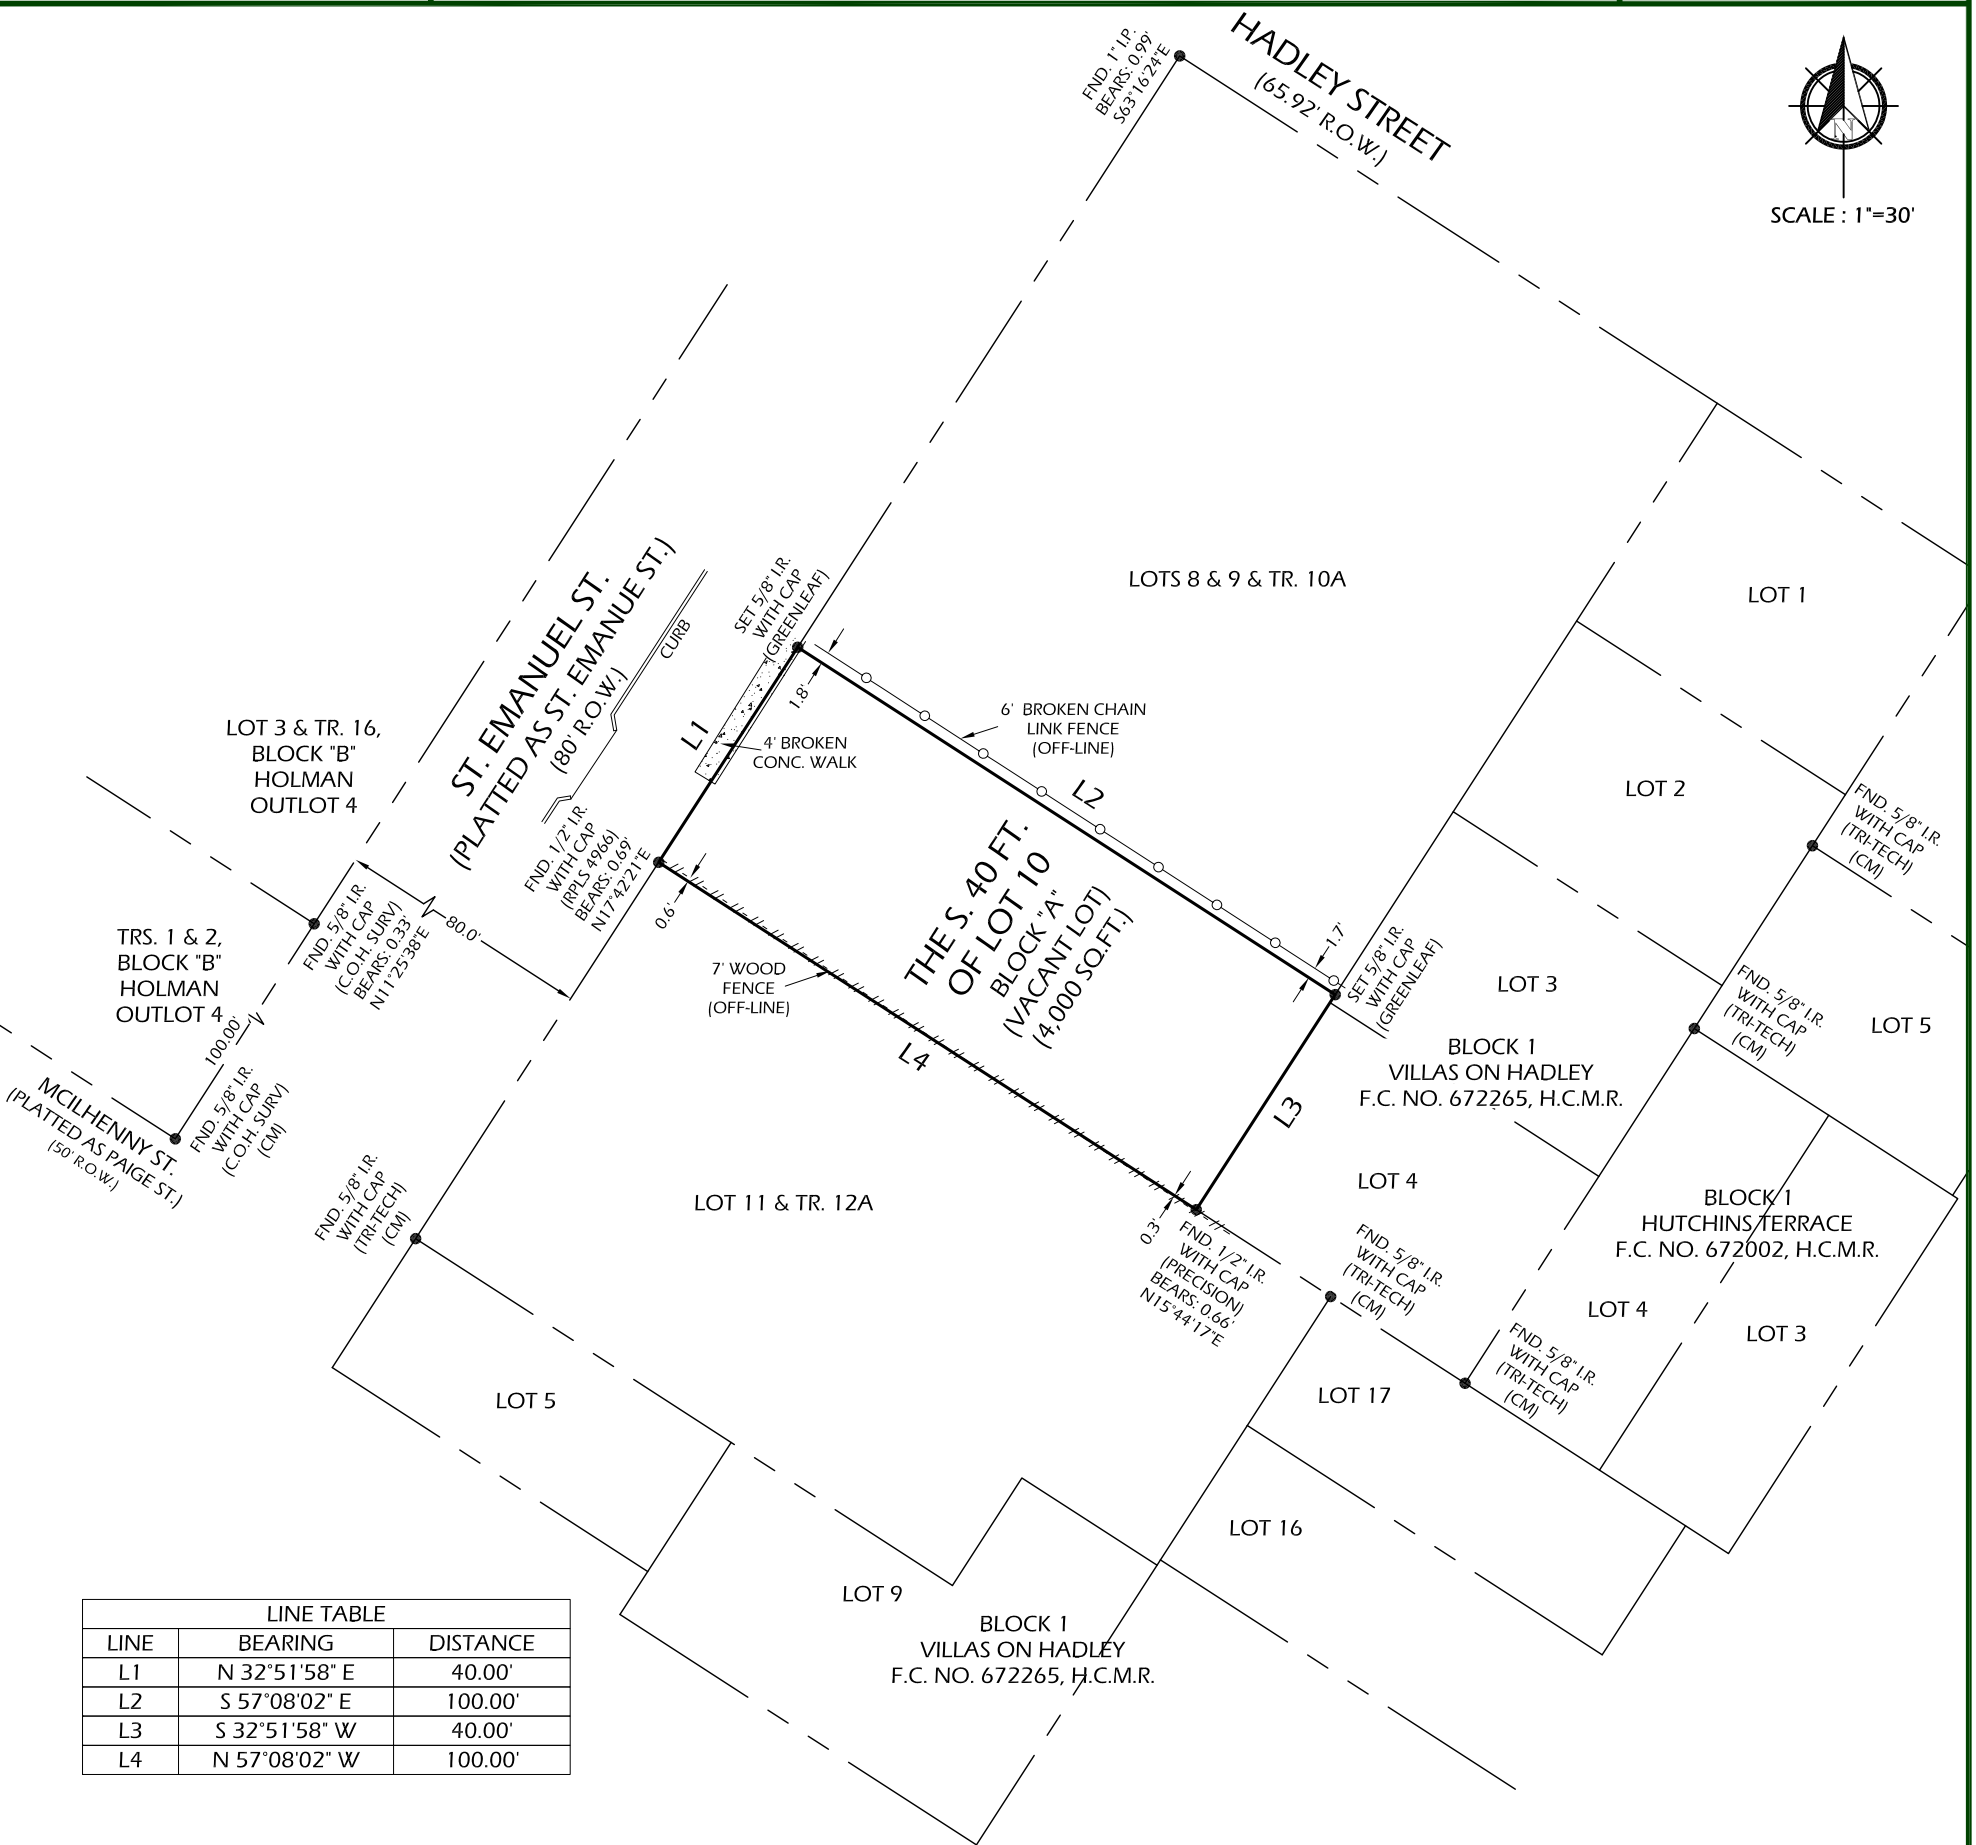 FND. 1" I.P.
BEARS: 0.99'
S63°16'24"E
HADLEY STREET
(65.92' R.O.W.)
N
SCALE : 1"=30'
LOTS 8 & 9 & TR. 10A
LOT 1
SET 5/8" I.R.
WITH CAP
(GREENLEAF)
ST. EMANUEL ST.
(PLATTED AS ST. EMANUE ST.)
(80' R.O.W.)
CURB
L1
1.8'
4' BROKEN
CONC. WALK
6' BROKEN CHAIN
LINK FENCE
(OFF-LINE)
L2
LOT 3 & TR. 16,
BLOCK "B"
HOLMAN
OUTLOT 4
LOT 2
FND. 5/8" I.R.
WITH CAP
(TRI-TECH)
(CM)
FND. 1/2" I.R.
WITH CAP
(RPLS 4966)
BEARS: 0.69'
N17°42'21"E
0.6'
THE S. 40 FT.
OF LOT 10
BLOCK "A"
(VACANT LOT)
(4,000 SQ.FT.)
80.0'
FND. 5/8" I.R.
WITH CAP
(C.O.H. SURV)
BEARS: 0.33'
N11°25'38"E
TRS. 1 & 2,
BLOCK "B"
HOLMAN
OUTLOT 4
100.00'
7' WOOD
FENCE
(OFF-LINE)
1.7'
SET 5/8" I.R.
WITH CAP
(GREENLEAF)
LOT 3
FND. 5/8" I.R.
WITH CAP
(TRI-TECH)
(CM)
LOT 5
BLOCK 1
VILLAS ON HADLEY
F.C. NO. 672265, H.C.M.R.
L4
L3
MCILHENNY ST.
(PLATTED AS PAIGE ST.)
(50' R.O.W.)
FND. 5/8" I.R.
WITH CAP
(C.O.H. SURV)
(CM)
FND. 5/8" I.R.
WITH CAP
(TRI-TECH)
(CM)
LOT 11 & TR. 12A
0.3'
FND. 1/2" I.R.
WITH CAP
(PRECISION)
BEARS: 0.66'
N15°44'17"E
LOT 4
FND. 5/8" I.R.
WITH CAP
(TRI-TECH)
(CM)
BLOCK 1
HUTCHINS TERRACE
F.C. NO. 672002, H.C.M.R.
LOT 4
LOT 3
FND. 5/8" I.R.
WITH CAP
(TRI-TECH)
(CM)
LOT 5
LOT 17
LOT 16
LOT 9
BLOCK 1
VILLAS ON HADLEY
F.C. NO. 672265, H.C.M.R.
LINE TABLE
LINE BEARING DISTANCE
L1 N 32°51'58" E 40.00'
L2 S 57°08'02" E 100.00'
L3 S 32°51'58" W 40.00'
L4 N 57°08'02" W 100.00'